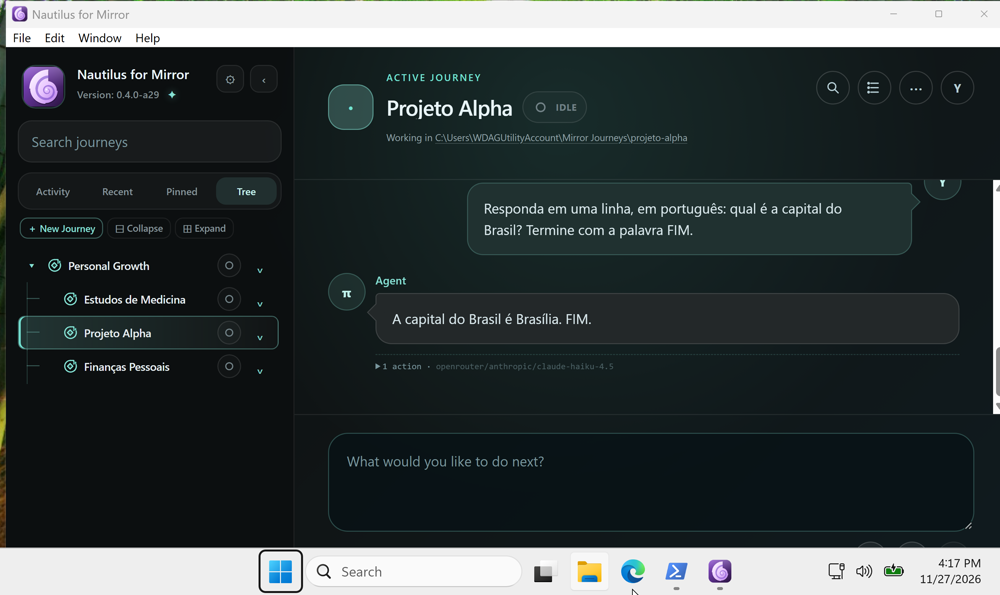 Nautilus for Mirror
File Edit Window Help
Nautilus for Mirror
Version: 0.4.0-a29
Search journeys
Activity Recent Pinned Tree
+ New Journey Collapse Expand
Personal Growth
Estudos de Medicina
Projeto Alpha
Finanças Pessoais
ACTIVE JOURNEY
Projeto Alpha IDLE
Working in C:\Users\WDAGUtilityAccount\Mirror Journeys\projeto-alpha
Y
Y
Responda em uma linha, em português: qual é a capital do
Brasil? Termine com a palavra FIM.
π
Agent
A capital do Brasil é Brasília. FIM.
1 action · openrouter/anthropic/claude-haiku-4.5
What would you like to do next?
Search
4:17 PM
11/27/2026